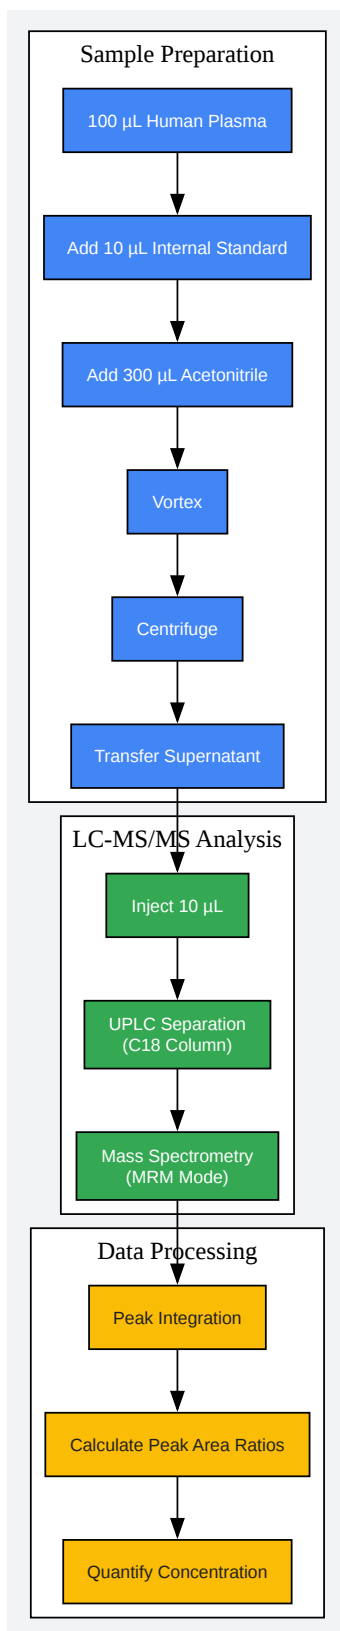 Sample Preparation
100 µL Human Plasma
Add 10 µL Internal Standard
Add 300 µL Acetonitrile
Vortex
Centrifuge
Transfer Supernatant
LC-MS/MS Analysis
Inject 10 µL
UPLC Separation
(C18 Column)
Mass Spectrometry
(MRM Mode)
Data Processing
Peak Integration
Calculate Peak Area Ratios
Quantify Concentration